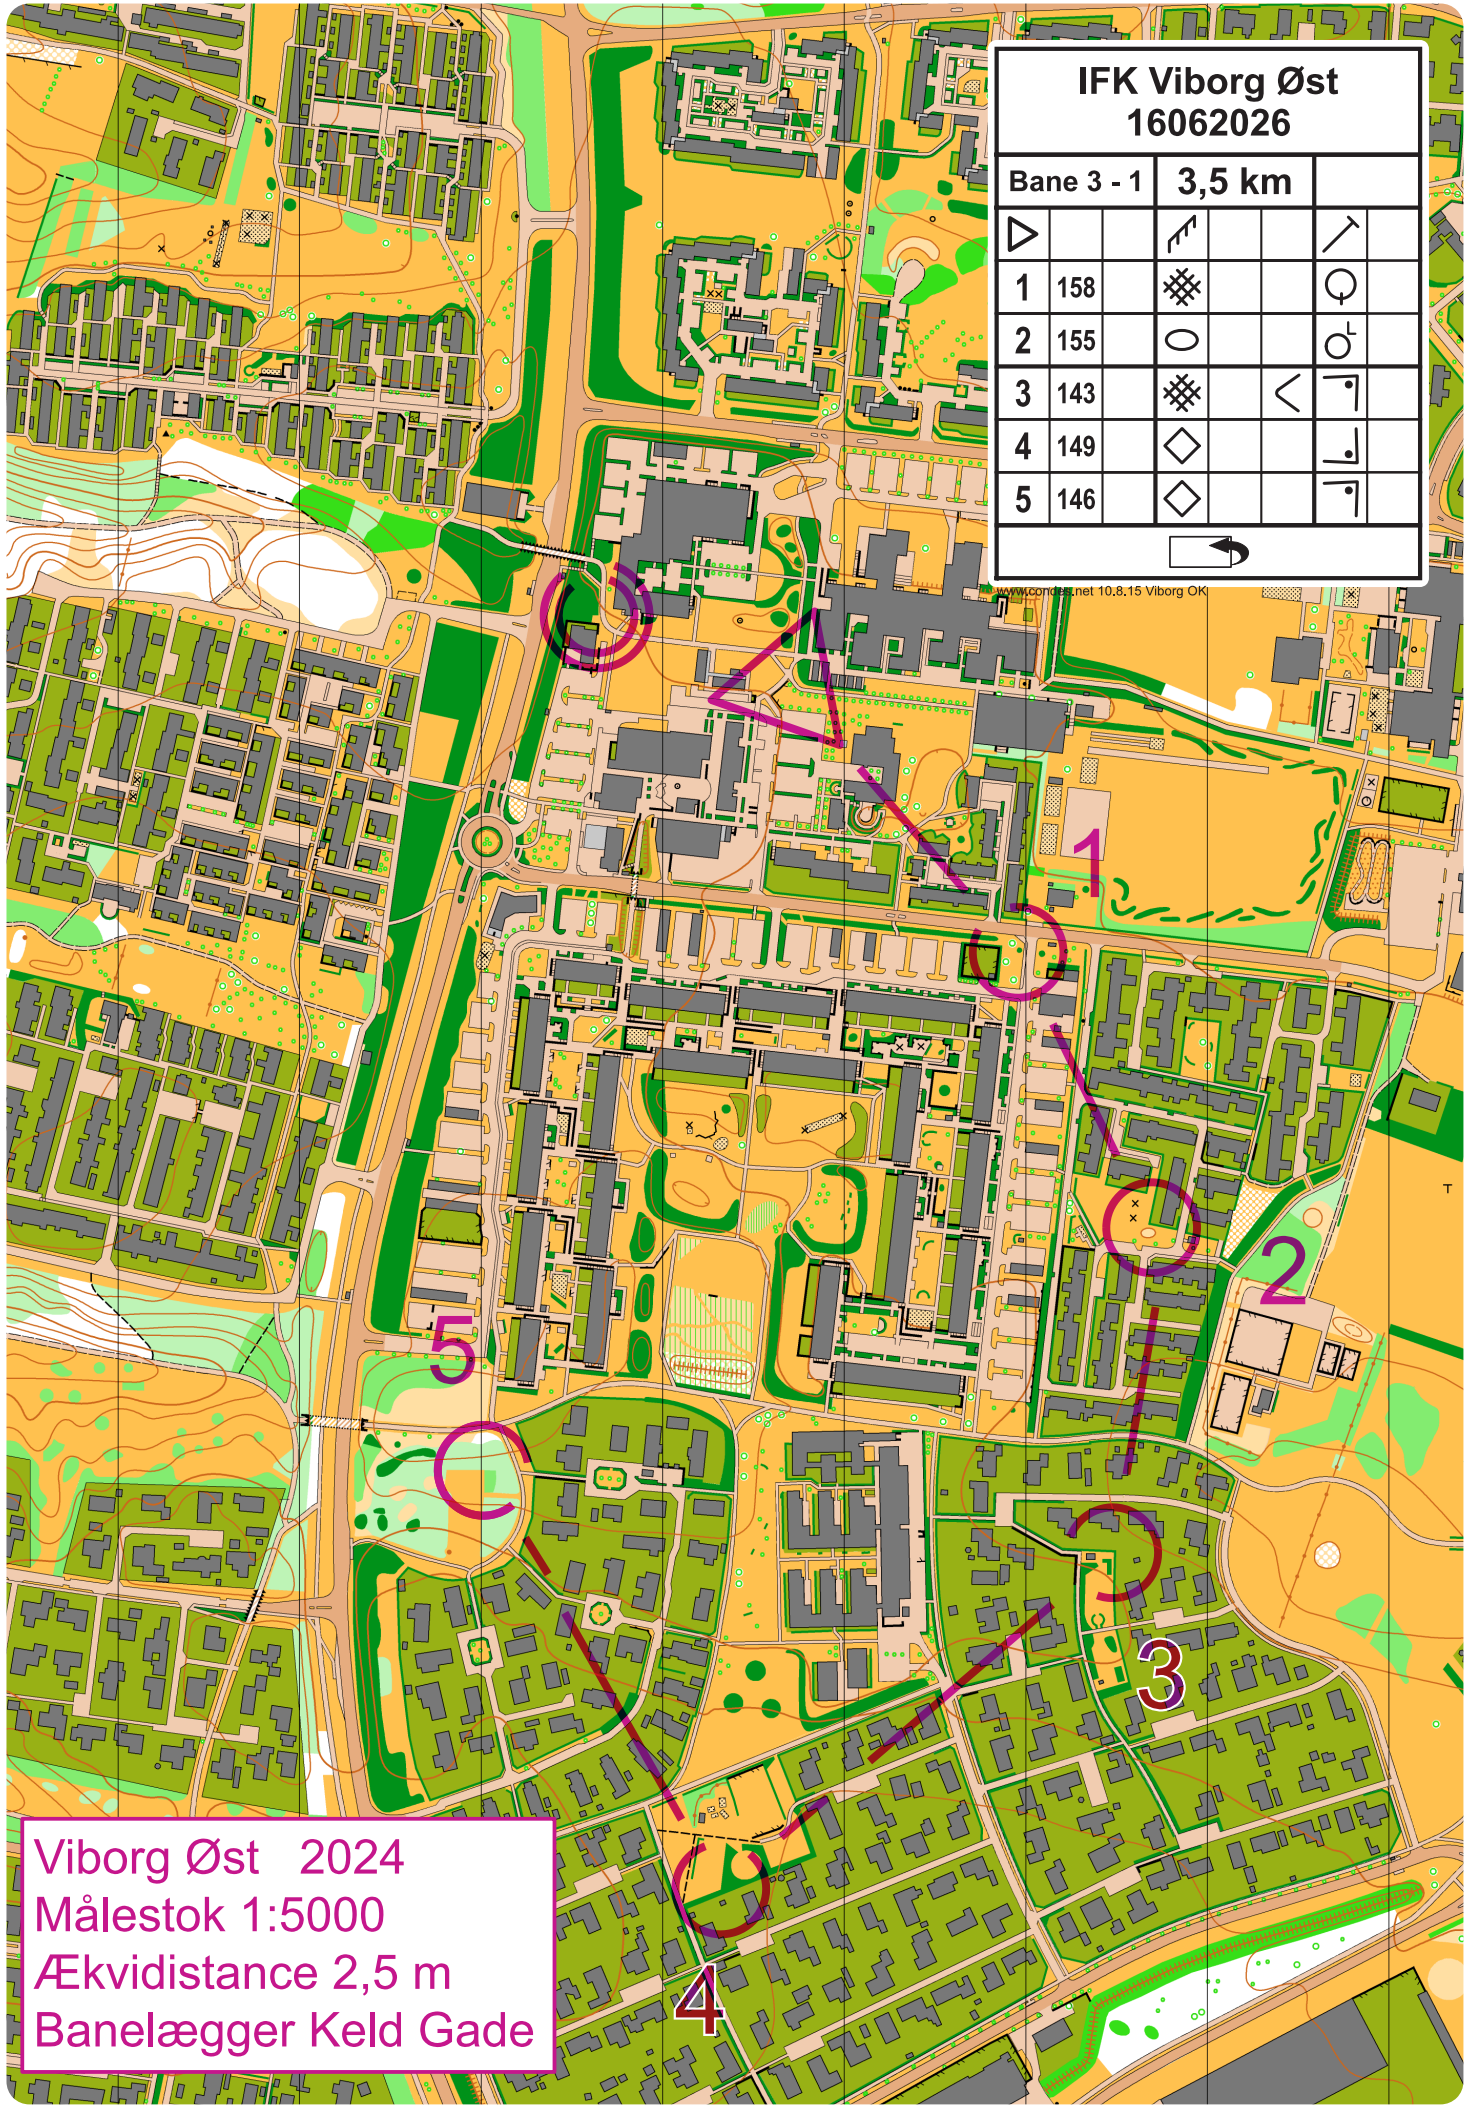 IFK Viborg Øst
16062026
Bane 3 - 1 3,5 km
1 158
2 155
3 143
4 149
5 146
www.condes.net 10.8.15 Viborg OK
1
2
5
3
4
Viborg Øst 2024
Målestok 1:5000
Ækvidistance 2,5 m
Banelægger Keld Gade